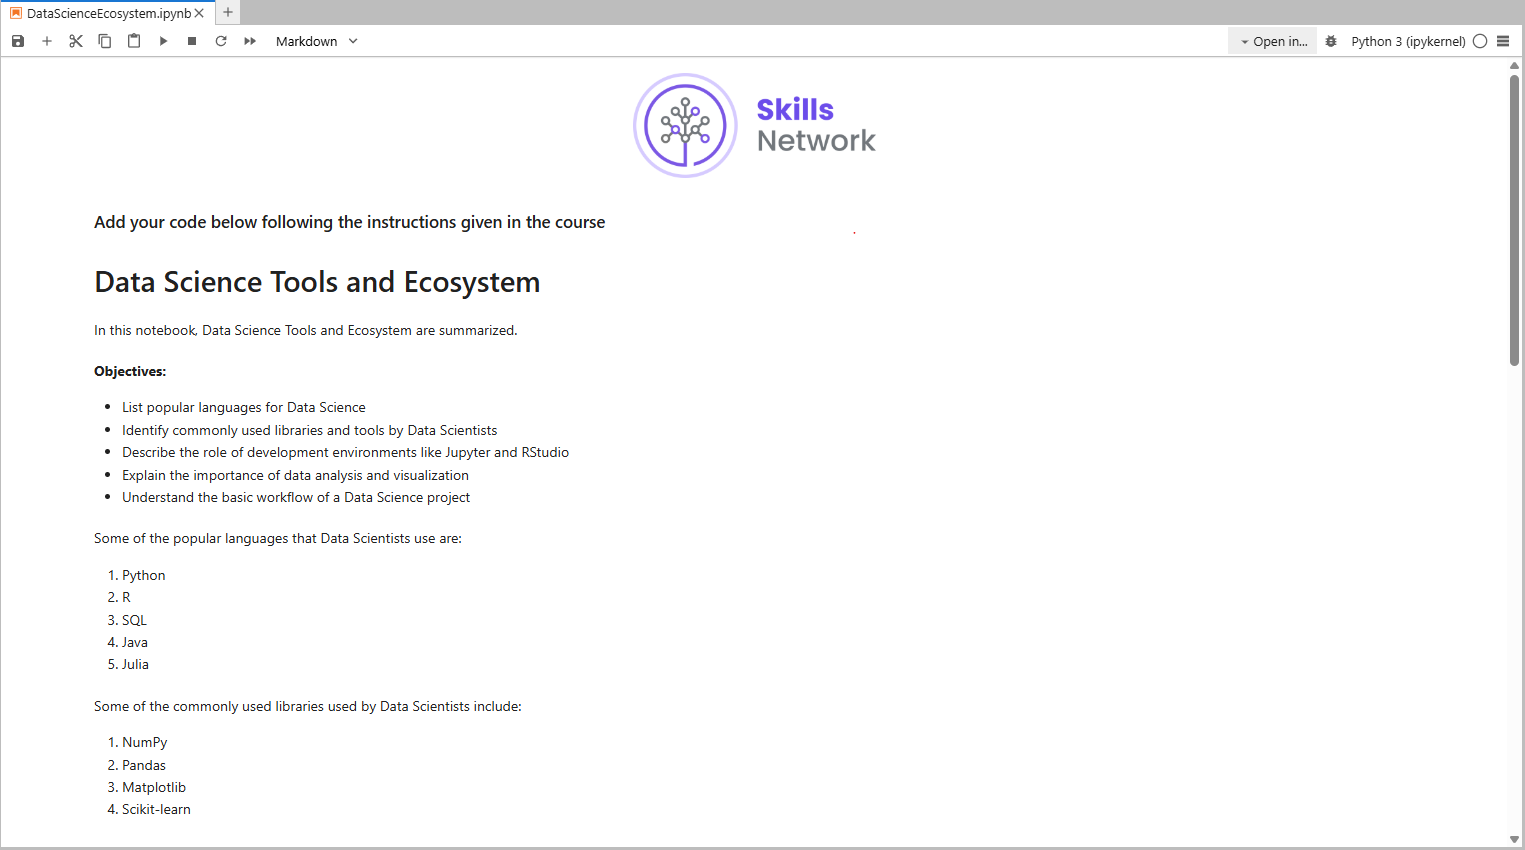 DataScienceEcosystem.ipynb
Markdown
Open in...
Python 3 (ipykernel)
Skills
Network
Add your code below following the instructions given in the course
Data Science Tools and Ecosystem
In this notebook, Data Science Tools and Ecosystem are summarized.
Objectives:
• List popular languages for Data Science
• Identify commonly used libraries and tools by Data Scientists
• Describe the role of development environments like Jupyter and RStudio
• Explain the importance of data analysis and visualization
• Understand the basic workflow of a Data Science project
Some of the popular languages that Data Scientists use are:
1. Python
2. R
3. SQL
4. Java
5. Julia
Some of the commonly used libraries used by Data Scientists include:
1. NumPy
2. Pandas
3. Matplotlib
4. Scikit-learn